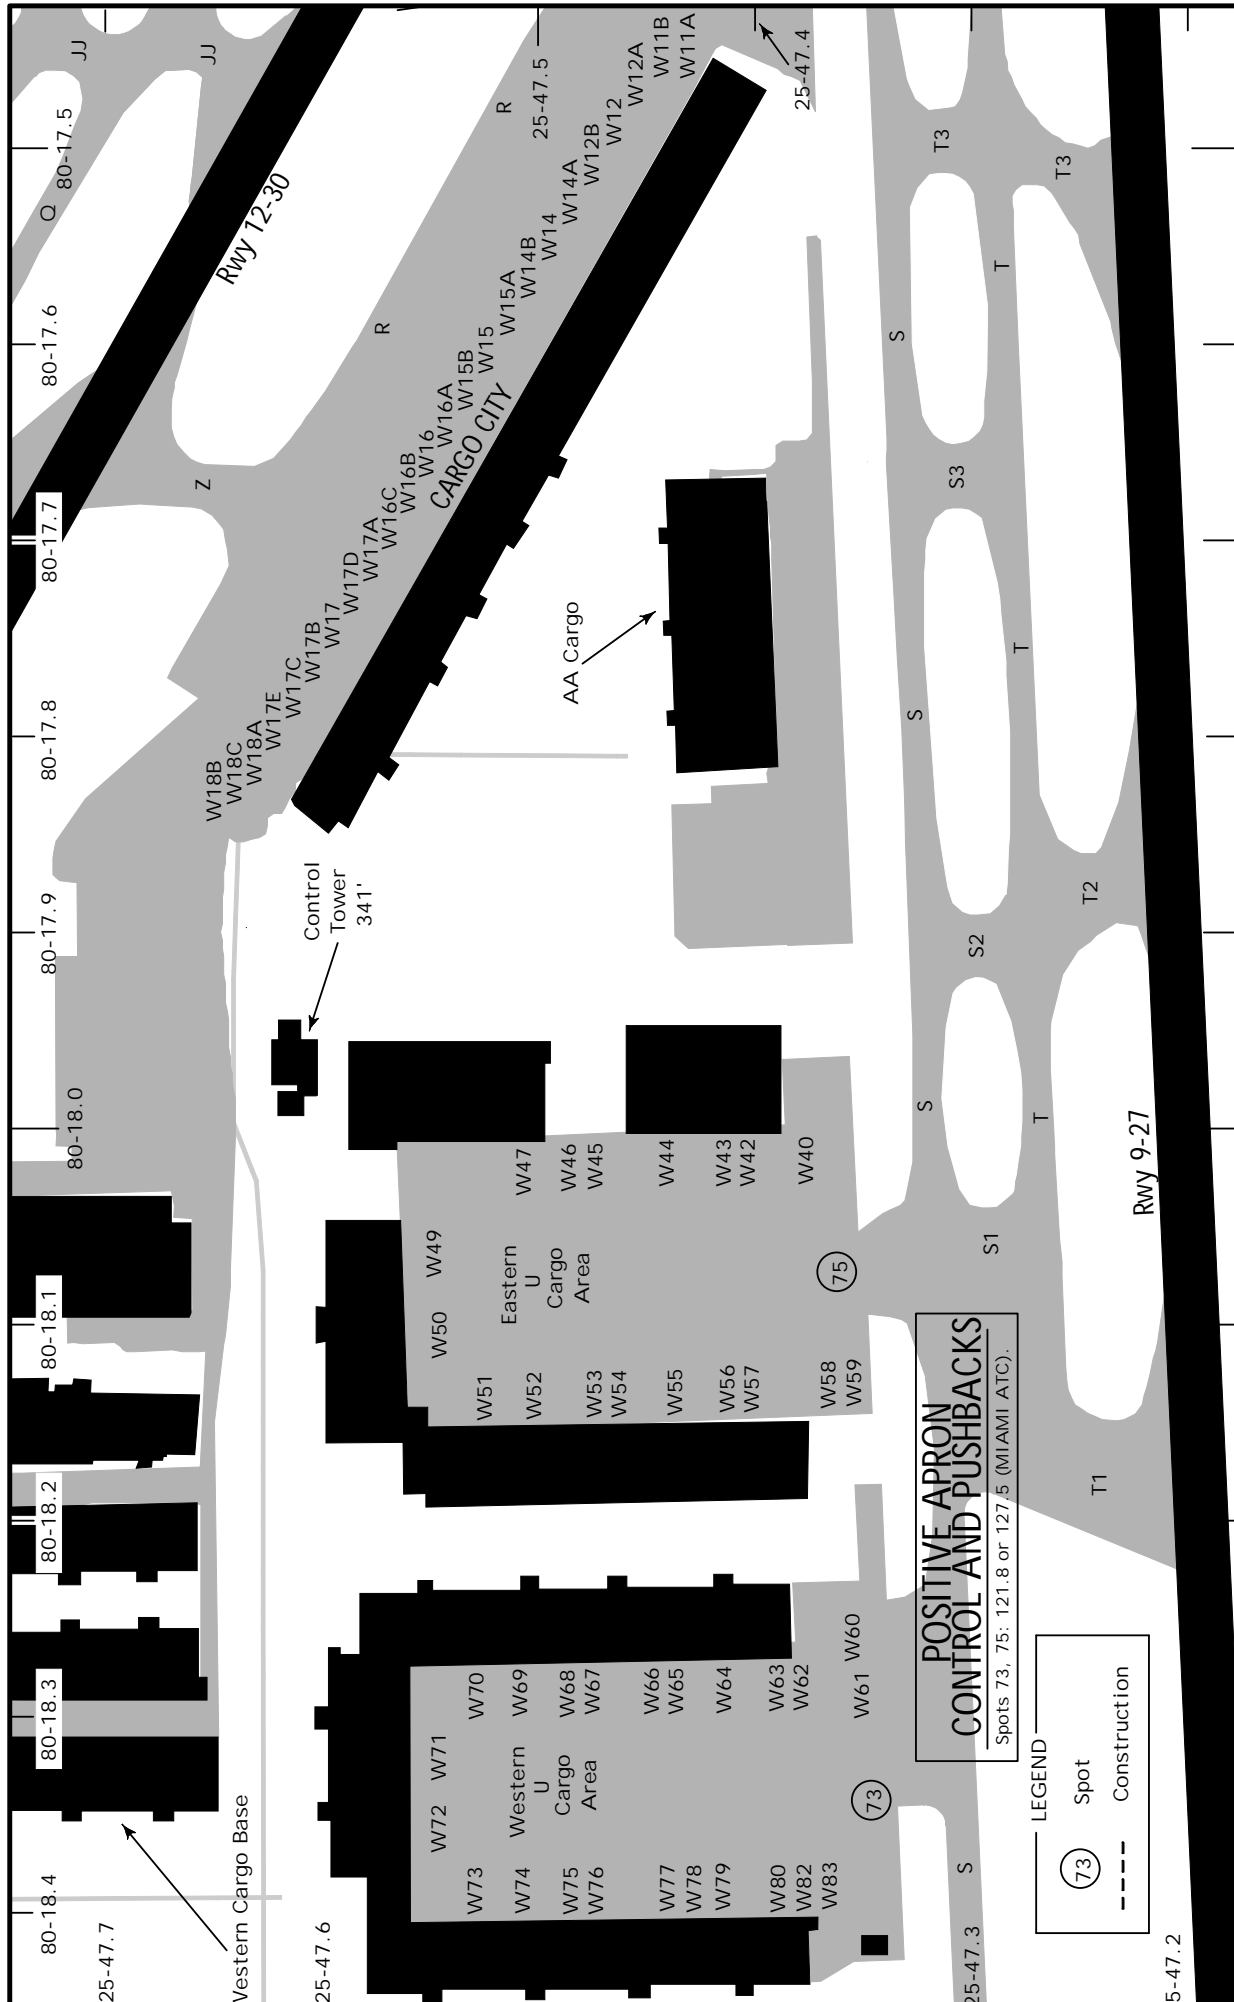 80-18.4
80-18.3
80-18.2
80-18.1
80-18.0
80-17.9
80-17.8
80-17.7
80-17.6
80-17.5
Q
JJ
JJ
25-47.7
Western Cargo Base
25-47.6
25-47.3
5-47.2
Rwy 12-30
Z
R
R
25-47.5
25-47.4
W18B
W18C
W18A
W17E
W17C
W17B
W17
W17D
W17A
W16C
W16B
W16
W16A
W15B
W15
W15A
W14B
W14
W14A
W12B
W12
W12A
W11B
W11A
CARGO CITY
Control
Tower
341'
AA Cargo
W71
W72
W73
W74
W75
W76
W77
W78
W79
W80
W82
W83
W70
W69
W68
W67
W66
W65
W64
W63
W62
W61
W60
Western
U
Cargo
Area
73
W49
W50
W51
W52
W53
W54
W55
W56
W57
W58
W59
W47
W46
W45
W44
W43
W42
W40
Eastern
U
Cargo
Area
75
S
S
S
S
S1
S2
S3
T
T
T
T1
T2
T3
T3
Rwy 9-27
POSITIVE APRON
CONTROL AND PUSHBACKS
Spots 73, 75: 121.8 or 127.5 (MIAMI ATC).
LEGEND
73 Spot
Construction